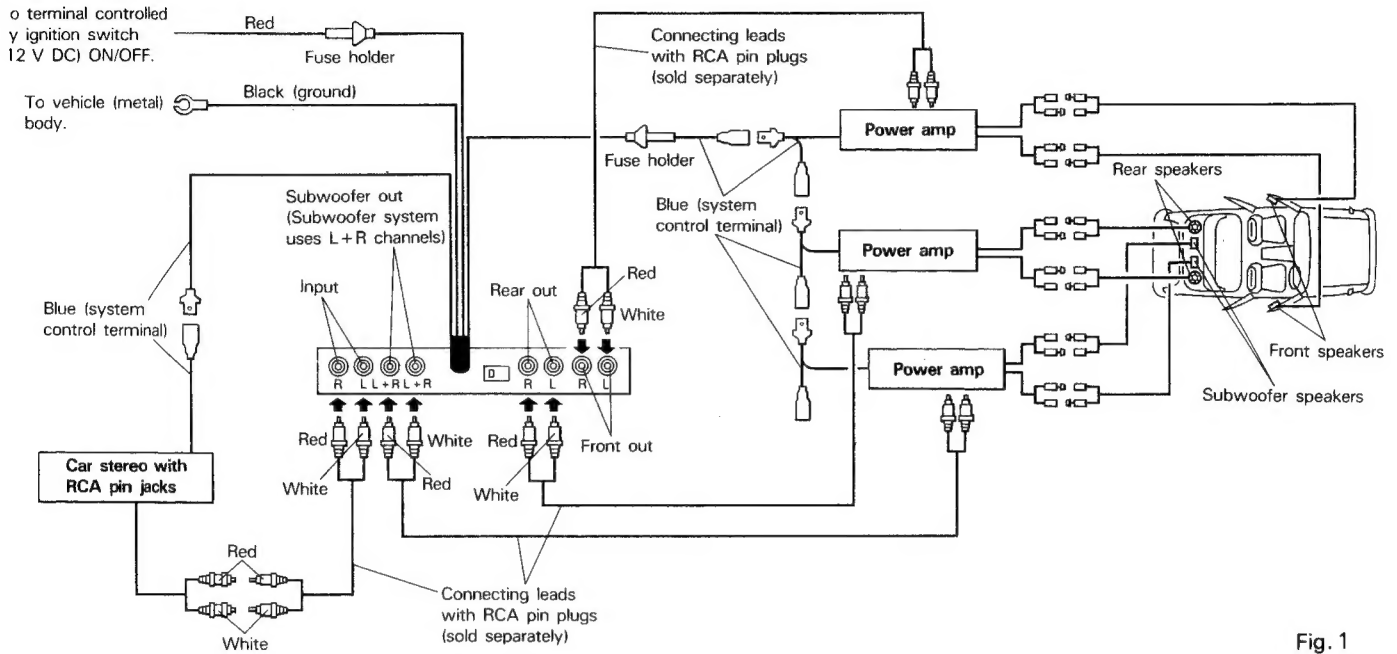 o terminal controlled
y ignition switch
12 V DC) ON/OFF.
Red
Fuse holder
To vehicle (metal)
body.
Black (ground)
Connecting leads
with RCA pin plugs
(sold separately)
Power amp
Fuse holder
Rear speakers
Subwoofer out
(Subwoofer system
uses L+R channels)
Blue (system
control terminal)
Power amp
Input
Rear out
Red
White
Blue (system
control terminal)
Front speakers
R L L+R L+R
D
R L R L
Power amp
Subwoofer speakers
Red
White
White
Red
Red
White
Front out
Car stereo with
RCA pin jacks
Red
White
Connecting leads
with RCA pin plugs
(sold separately)
Fig. 1